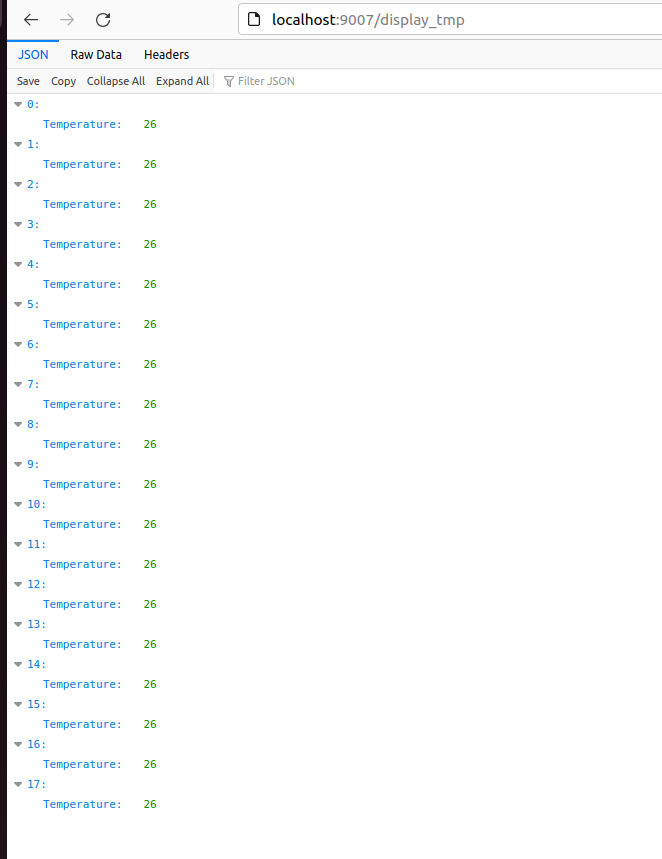 localhost:9007/display_tmp
JSON Raw Data Headers
Save Copy Collapse All Expand All Filter JSON
0:
Temperature: 26
1:
Temperature: 26
2:
Temperature: 26
3:
Temperature: 26
4:
Temperature: 26
5:
Temperature: 26
6:
Temperature: 26
7:
Temperature: 26
8:
Temperature: 26
9:
Temperature: 26
10:
Temperature: 26
11:
Temperature: 26
12:
Temperature: 26
13:
Temperature: 26
14:
Temperature: 26
15:
Temperature: 26
16:
Temperature: 26
17:
Temperature: 26